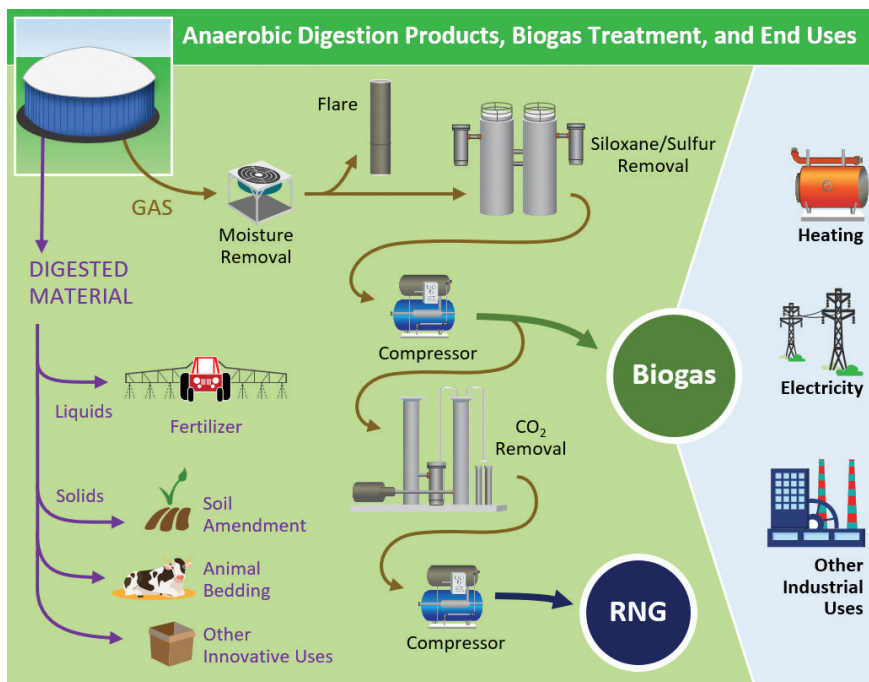 Anaerobic Digestion Products, Biogas Treatment, and End Uses
Flare
Siloxane/Sulfur
Removal
GAS
Moisture
Removal
Heating
DIGESTED
MATERIAL
Compressor
Biogas
Electricity
Liquids
Fertilizer
CO₂
Removal
Solids
Soil
Amendment
Animal
Bedding
Other
Industrial
Uses
Compressor
RNG
Other
Innovative Uses